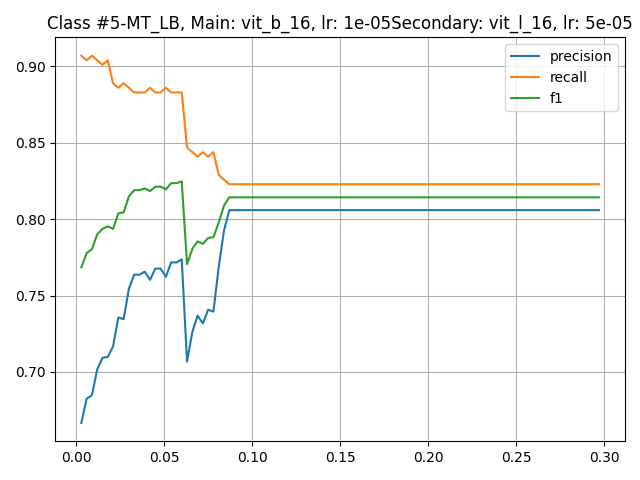 Class #5-MT_LB, Main: vit_b_16, lr: 1e-05Secondary: vit_l_16, lr: 5e-05
precision
recall
f1
0.90
0.85
0.80
0.75
0.70
0.00 0.05 0.10 0.15 0.20 0.25 0.30